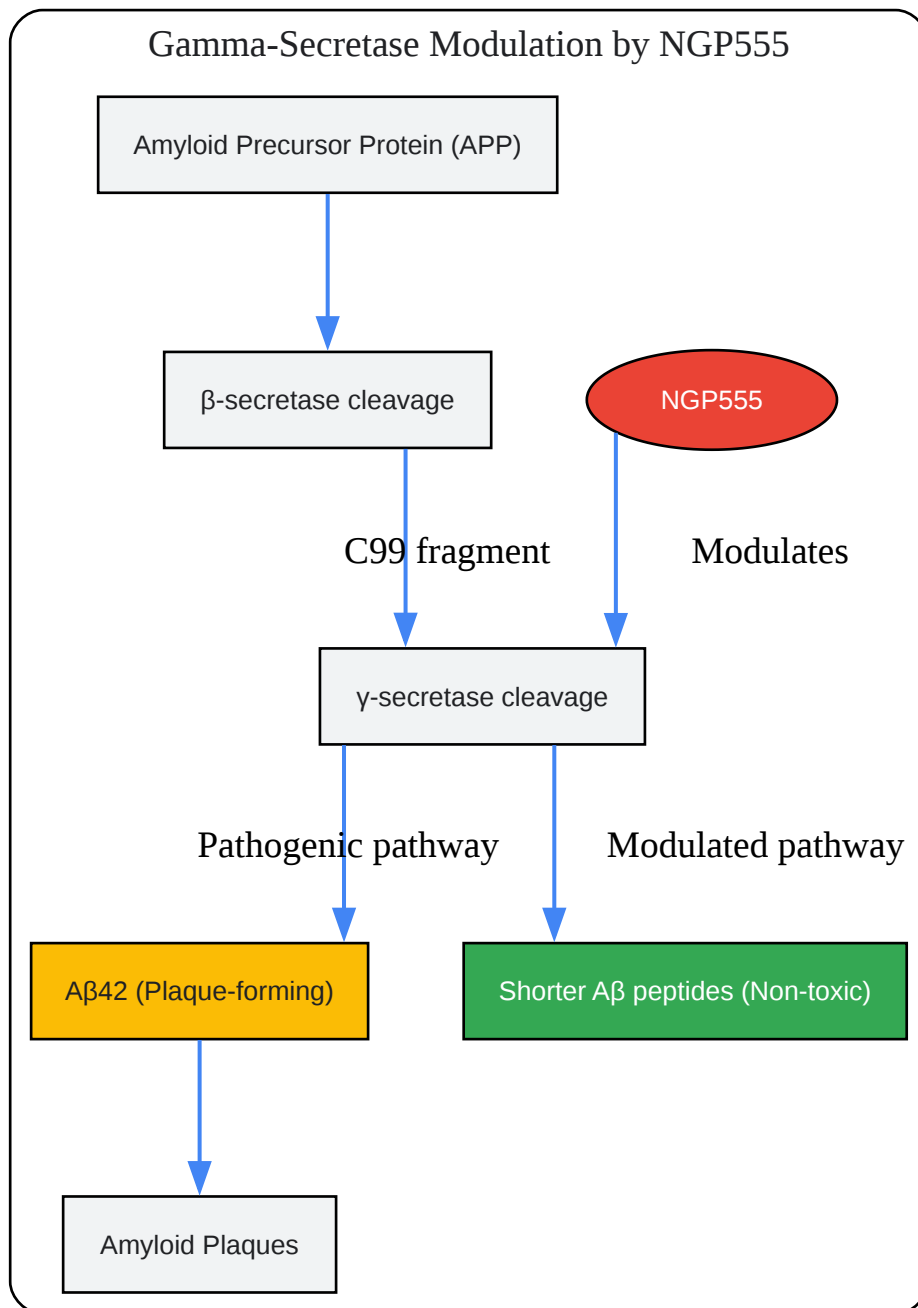 Gamma-Secretase Modulation by NGP555
Amyloid Precursor Protein (APP)
β-secretase cleavage
NGP555
C99 fragment
Modulates
γ-secretase cleavage
Pathogenic pathway
Modulated pathway
Aβ42 (Plaque-forming)
Shorter Aβ peptides (Non-toxic)
Amyloid Plaques